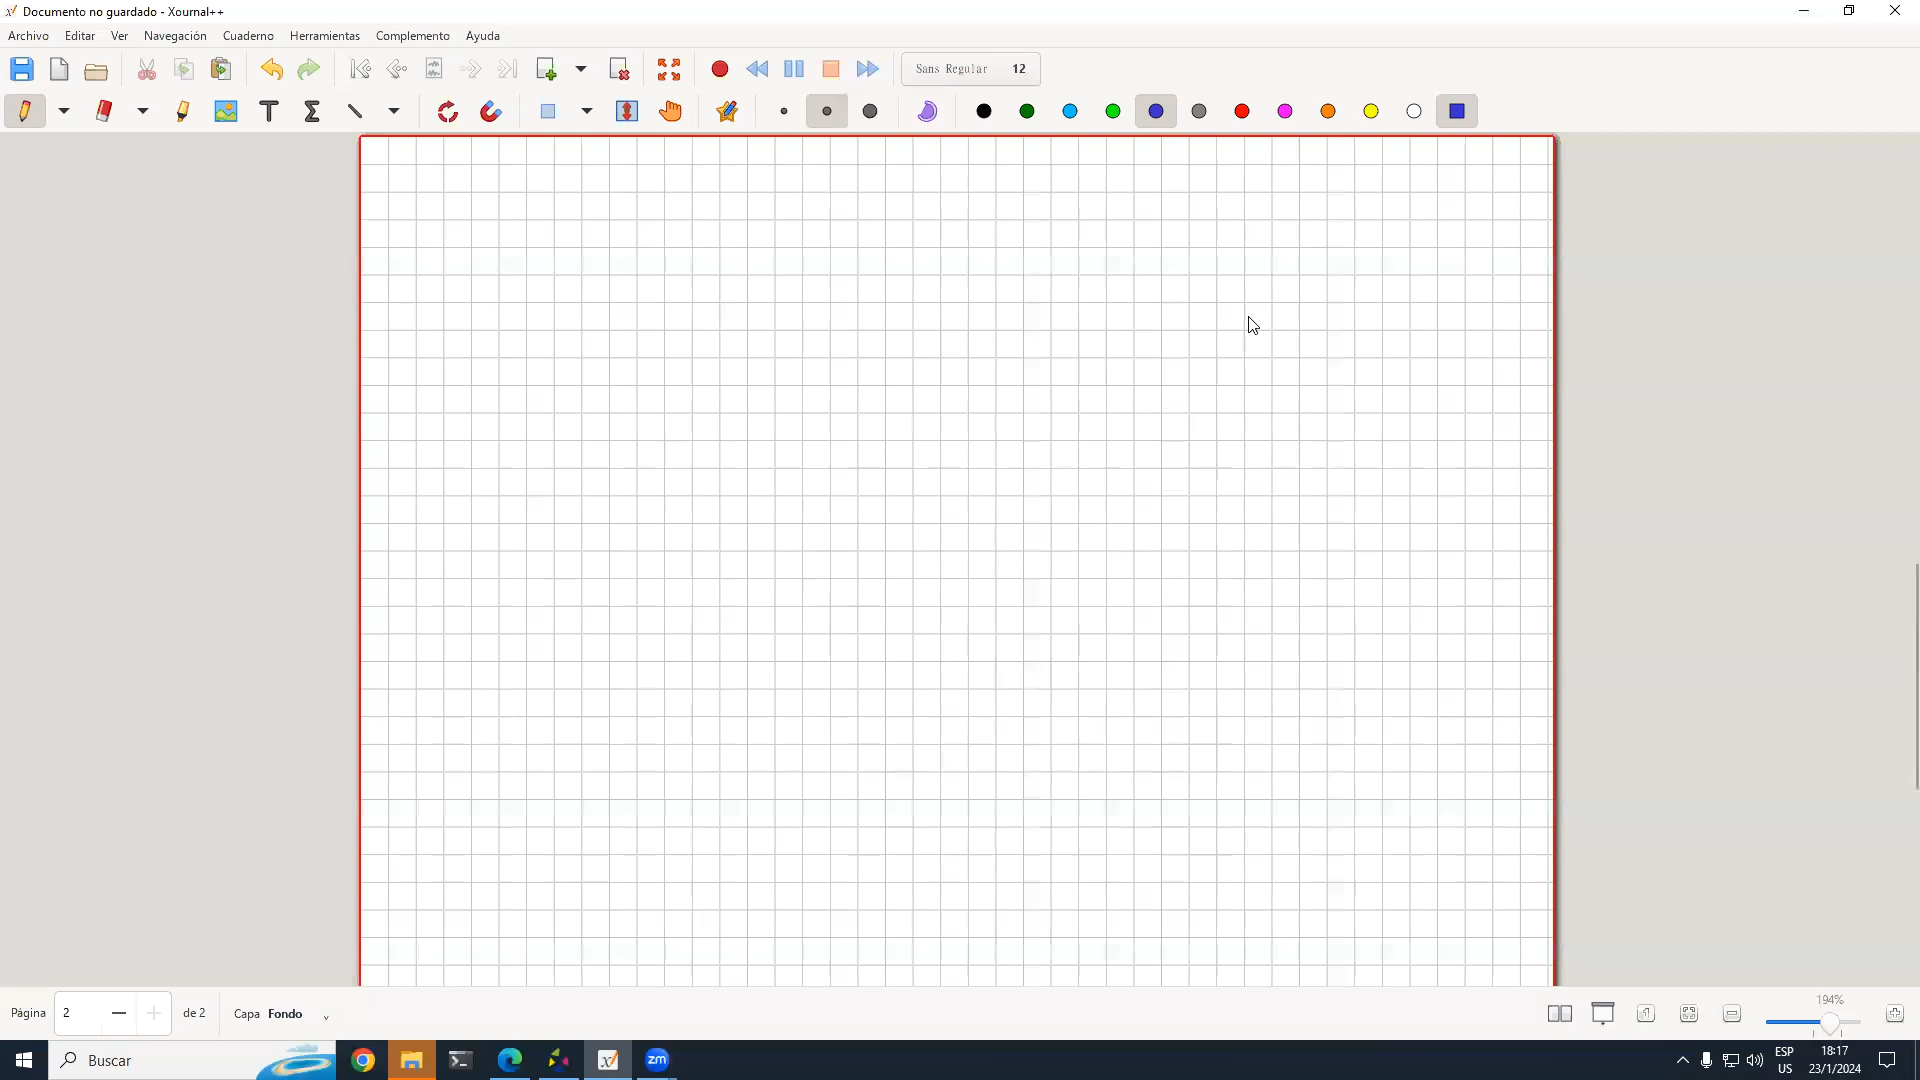 Documento no guardado - Xournal++
Archivo Editar Ver Navegación Cuaderno Herramientas Complemento Ayuda
Sans Regular 12
Página 2 de 2 Capa Fondo
194%
Buscar
zm
ESP
US
18:17
23/1/2024